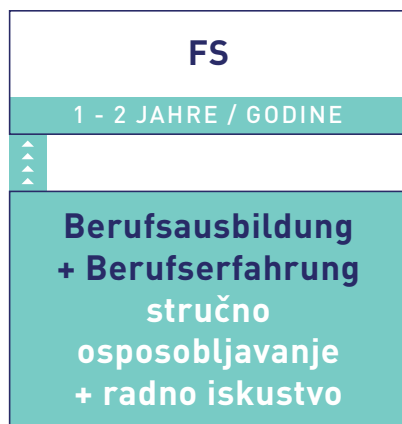 FS
1 - 2 JAHRE / GODINE
Berufsausbildung
+ Berufserfahrung
stručno
osposobljavanje
+ radno iskustvo